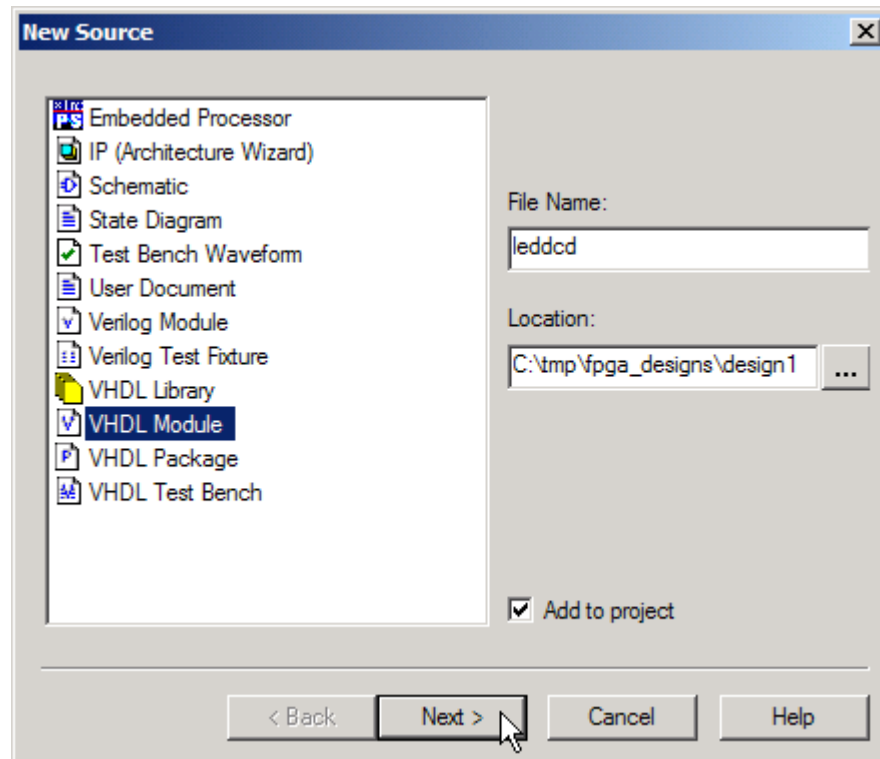 New Source
Embedded Processor
IP (Architecture Wizard)
Schematic
State Diagram
Test Bench Waveform
User Document
Verilog Module
Verilog Test Fixture
VHDL Library
VHDL Module
VHDL Package
VHDL Test Bench
File Name:
leddcd
Location:
C:\tmp\fpga_designs\design1
...
Add to project
< Back
Next >
Cancel
Help